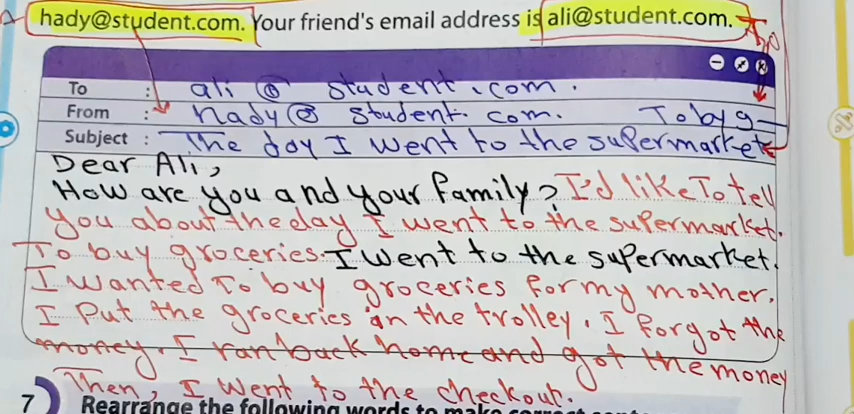 hady@student.com. Your friend's email address is ali@student.com.
To : ali @ student.com.
From : hady@ student.com. To buy g
Subject : The day I went to the supermarket
Dear Ali,
How are you and your family? I'd like To tell
you about the day I went to the supermarket.
To buy groceries. I went to the supermarket.
I wanted To buy groceries for my mother.
I put the groceries in the trolley. I forgot the
money. I ran back home and got the money
Then, I went to the checkout.
7 Rearrange the following words to make correct sentences